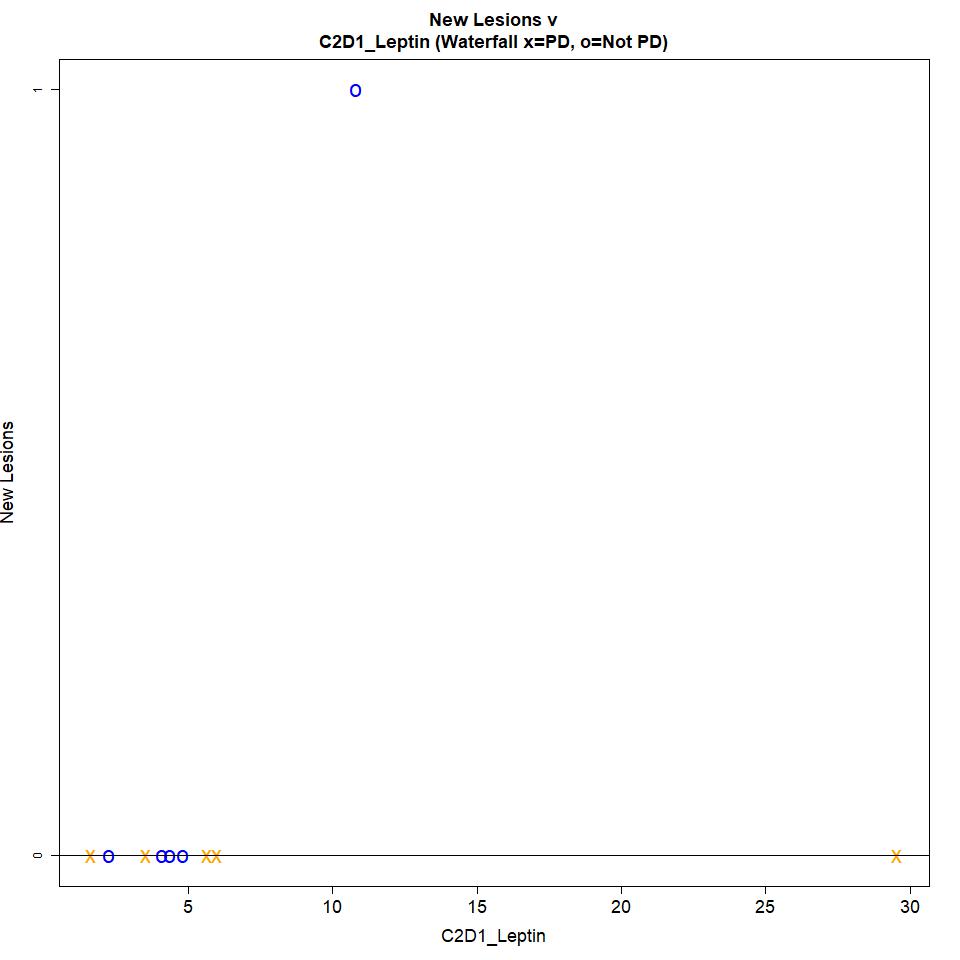 New Lesions v
C2D1_Leptin (Waterfall x=PD, o=Not PD)
1
o
New Lesions
0
x o x o o o x x x
5 10 15 20 25 30
C2D1_Leptin